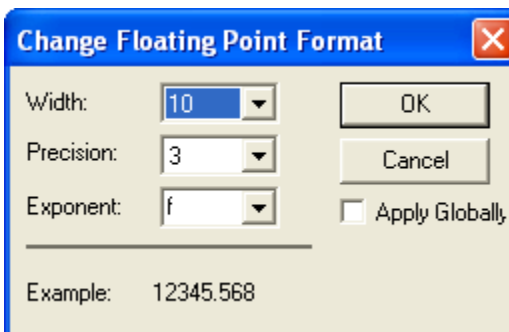 Change Floating Point Format
Width: 10 OK
Precision: 3 Cancel
Exponent: f Apply Globally
Example: 12345.568